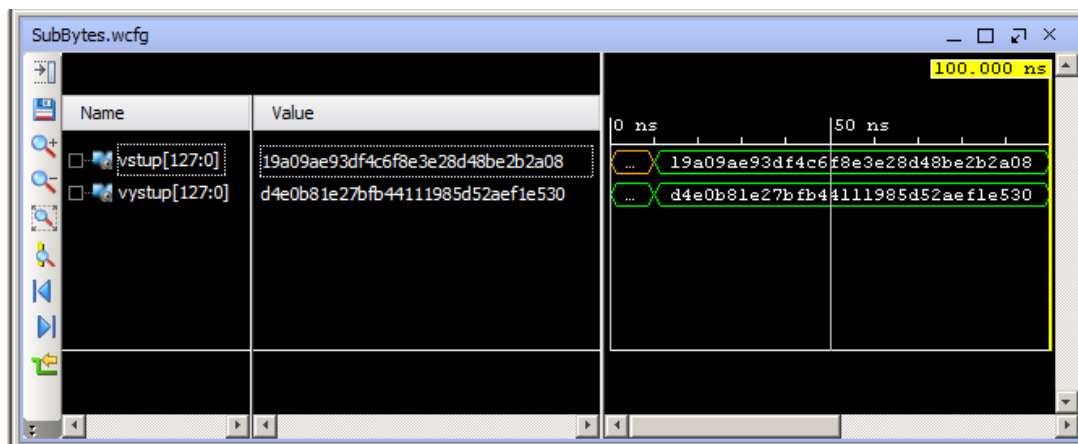 SubBytes.wcfg
100.000 ns
Name Value
0 ns 50 ns
vstup[127:0] 19a09ae93df4c6f8e3e28d48be2b2a08 ... 19a09ae93df4c6f8e3e28d48be2b2a08
vystup[127:0] d4e0b81e27bfb44111985d52aef1e530 ... d4e0b81e27bfb44111985d52aef1e530